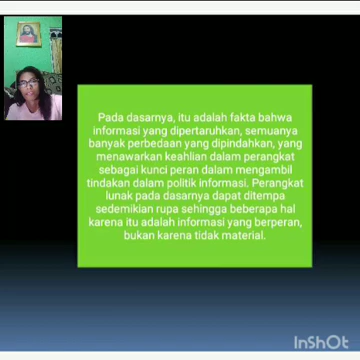 Pada dasarnya, itu adalah fakta bahwa
informasi yang dipertaruhkan, semuanya
banyak perbedaan yang dipindahkan, yang
menawarkan keahlian dalam perangkat
sebagai kunci peran dalam mengambil
tindakan dalam politik informasi. Perangkat
lunak pada dasarnya dapat ditempa
sedemikian rupa sehingga beberapa hal
karena itu adalah informasi yang berperan,
bukan karena tidak material.
InShOt